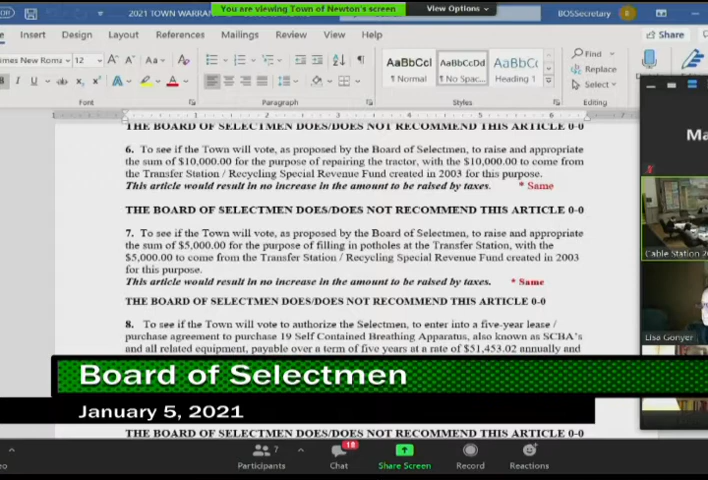 2021 TOWN WARRAN
You are viewing Town of Newton's screen
View Options
BOSSecretary
B
Insert Design Layout References Mailings Review View Share
imes New Roma 12
Find
AaBbCcI AaBbCcDd AaBbCc
Replace
¶ Normal ¶ No Spac... Heading 1
Select
Font Paragraph Styles Editing
THE BOARD OF SELECTMEN DOES/DOES NOT RECOMMEND THIS ARTICLE 0-0
6. To see if the Town will vote, as proposed by the Board of Selectmen, to raise and appropriate
the sum of $10,000.00 for the purpose of repairing the tractor, with the $10,000.00 to come from
the Transfer Station / Recycling Special Revenue Fund created in 2003 for this purpose.
This article would result in no increase in the amount to be raised by taxes. * Same
THE BOARD OF SELECTMEN DOES/DOES NOT RECOMMEND THIS ARTICLE 0-0
7. To see if the Town will vote, as proposed by the Board of Selectmen, to raise and appropriate
the sum of $5,000.00 for the purpose of filling in potholes at the Transfer Station, with the
$5,000.00 to come from the Transfer Station / Recycling Special Revenue Fund created in 2003
for this purpose.
This article would result in no increase in the amount to be raised by taxes. * Same
THE BOARD OF SELECTMEN DOES/DOES NOT RECOMMEND THIS ARTICLE 0-0
8. To see if the Town will vote to authorize the Selectmen, to enter into a five-year lease /
purchase agreement to purchase 19 Self Contained Breathing Apparatus, also known as SCBA's
and all related equipment, payable over a term of five years at a rate of $51,453.02 annually and
Ma
Cable Station 2
Lisa Gonyer
Board of Selectmen
January 5, 2021
THE BOARD OF SELECTMEN DOES/DOES NOT RECOMMEND THIS ARTICLE 0-0
7
18
Participants Chat Share Screen Record Reactions